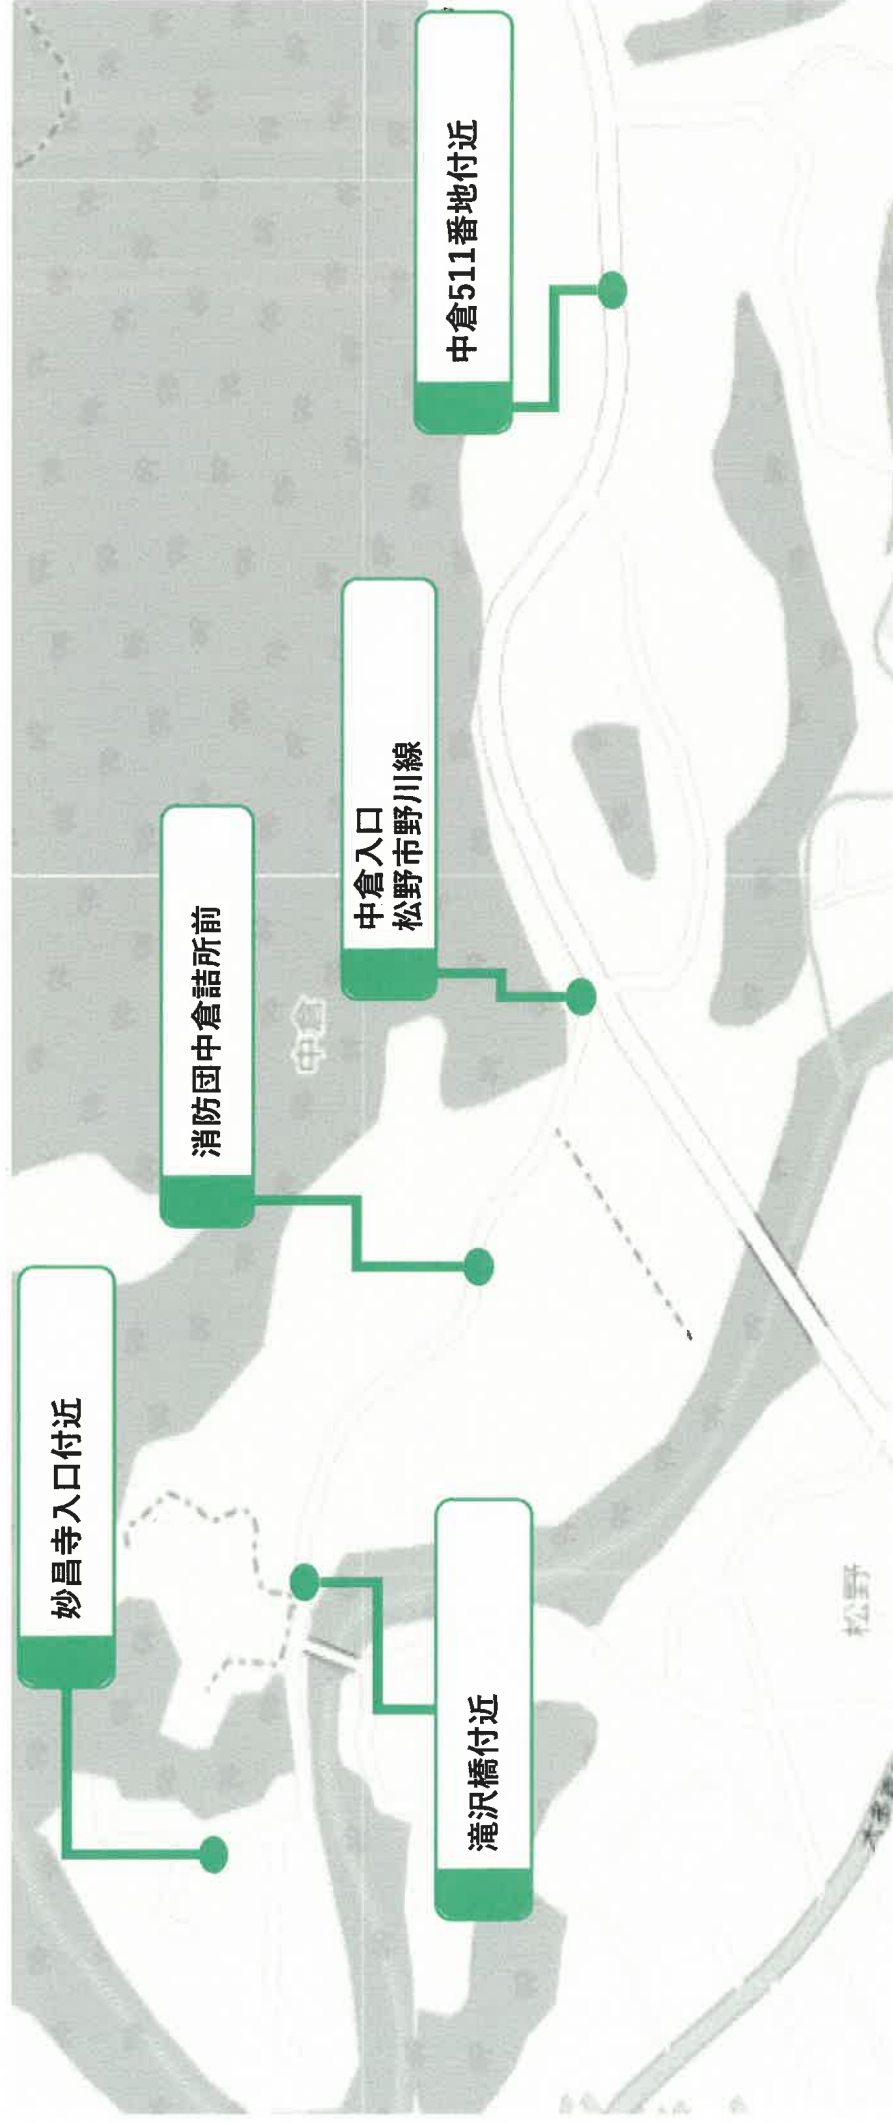 妙昌寺入口付近
消防団中倉詰所前
中倉
中倉入口
松野市野川線
中倉511番地付近
滝沢橋付近
松野